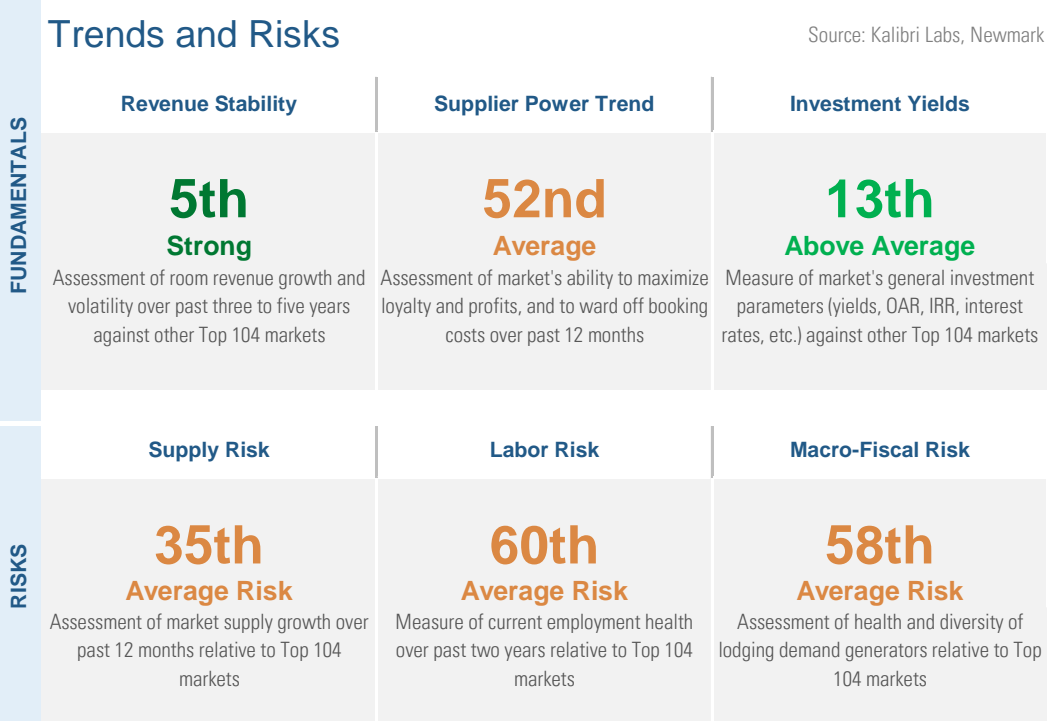 Trends and Risks
Source: Kalibri Labs, Newmark
FUNDAMENTALS
Revenue Stability
5th
Strong
Assessment of room revenue growth and
volatility over past three to five years
against other Top 104 markets
Supplier Power Trend
52nd
Average
Assessment of market's ability to maximize
loyalty and profits, and to ward off booking
costs over past 12 months
Investment Yields
13th
Above Average
Measure of market's general investment
parameters (yields, OAR, IRR, interest
rates, etc.) against other Top 104 markets
RISKS
Supply Risk
35th
Average Risk
Assessment of market supply growth over
past 12 months relative to Top 104
markets
Labor Risk
60th
Average Risk
Measure of current employment health
over past two years relative to Top 104
markets
Macro-Fiscal Risk
58th
Average Risk
Assessment of health and diversity of
lodging demand generators relative to Top
104 markets